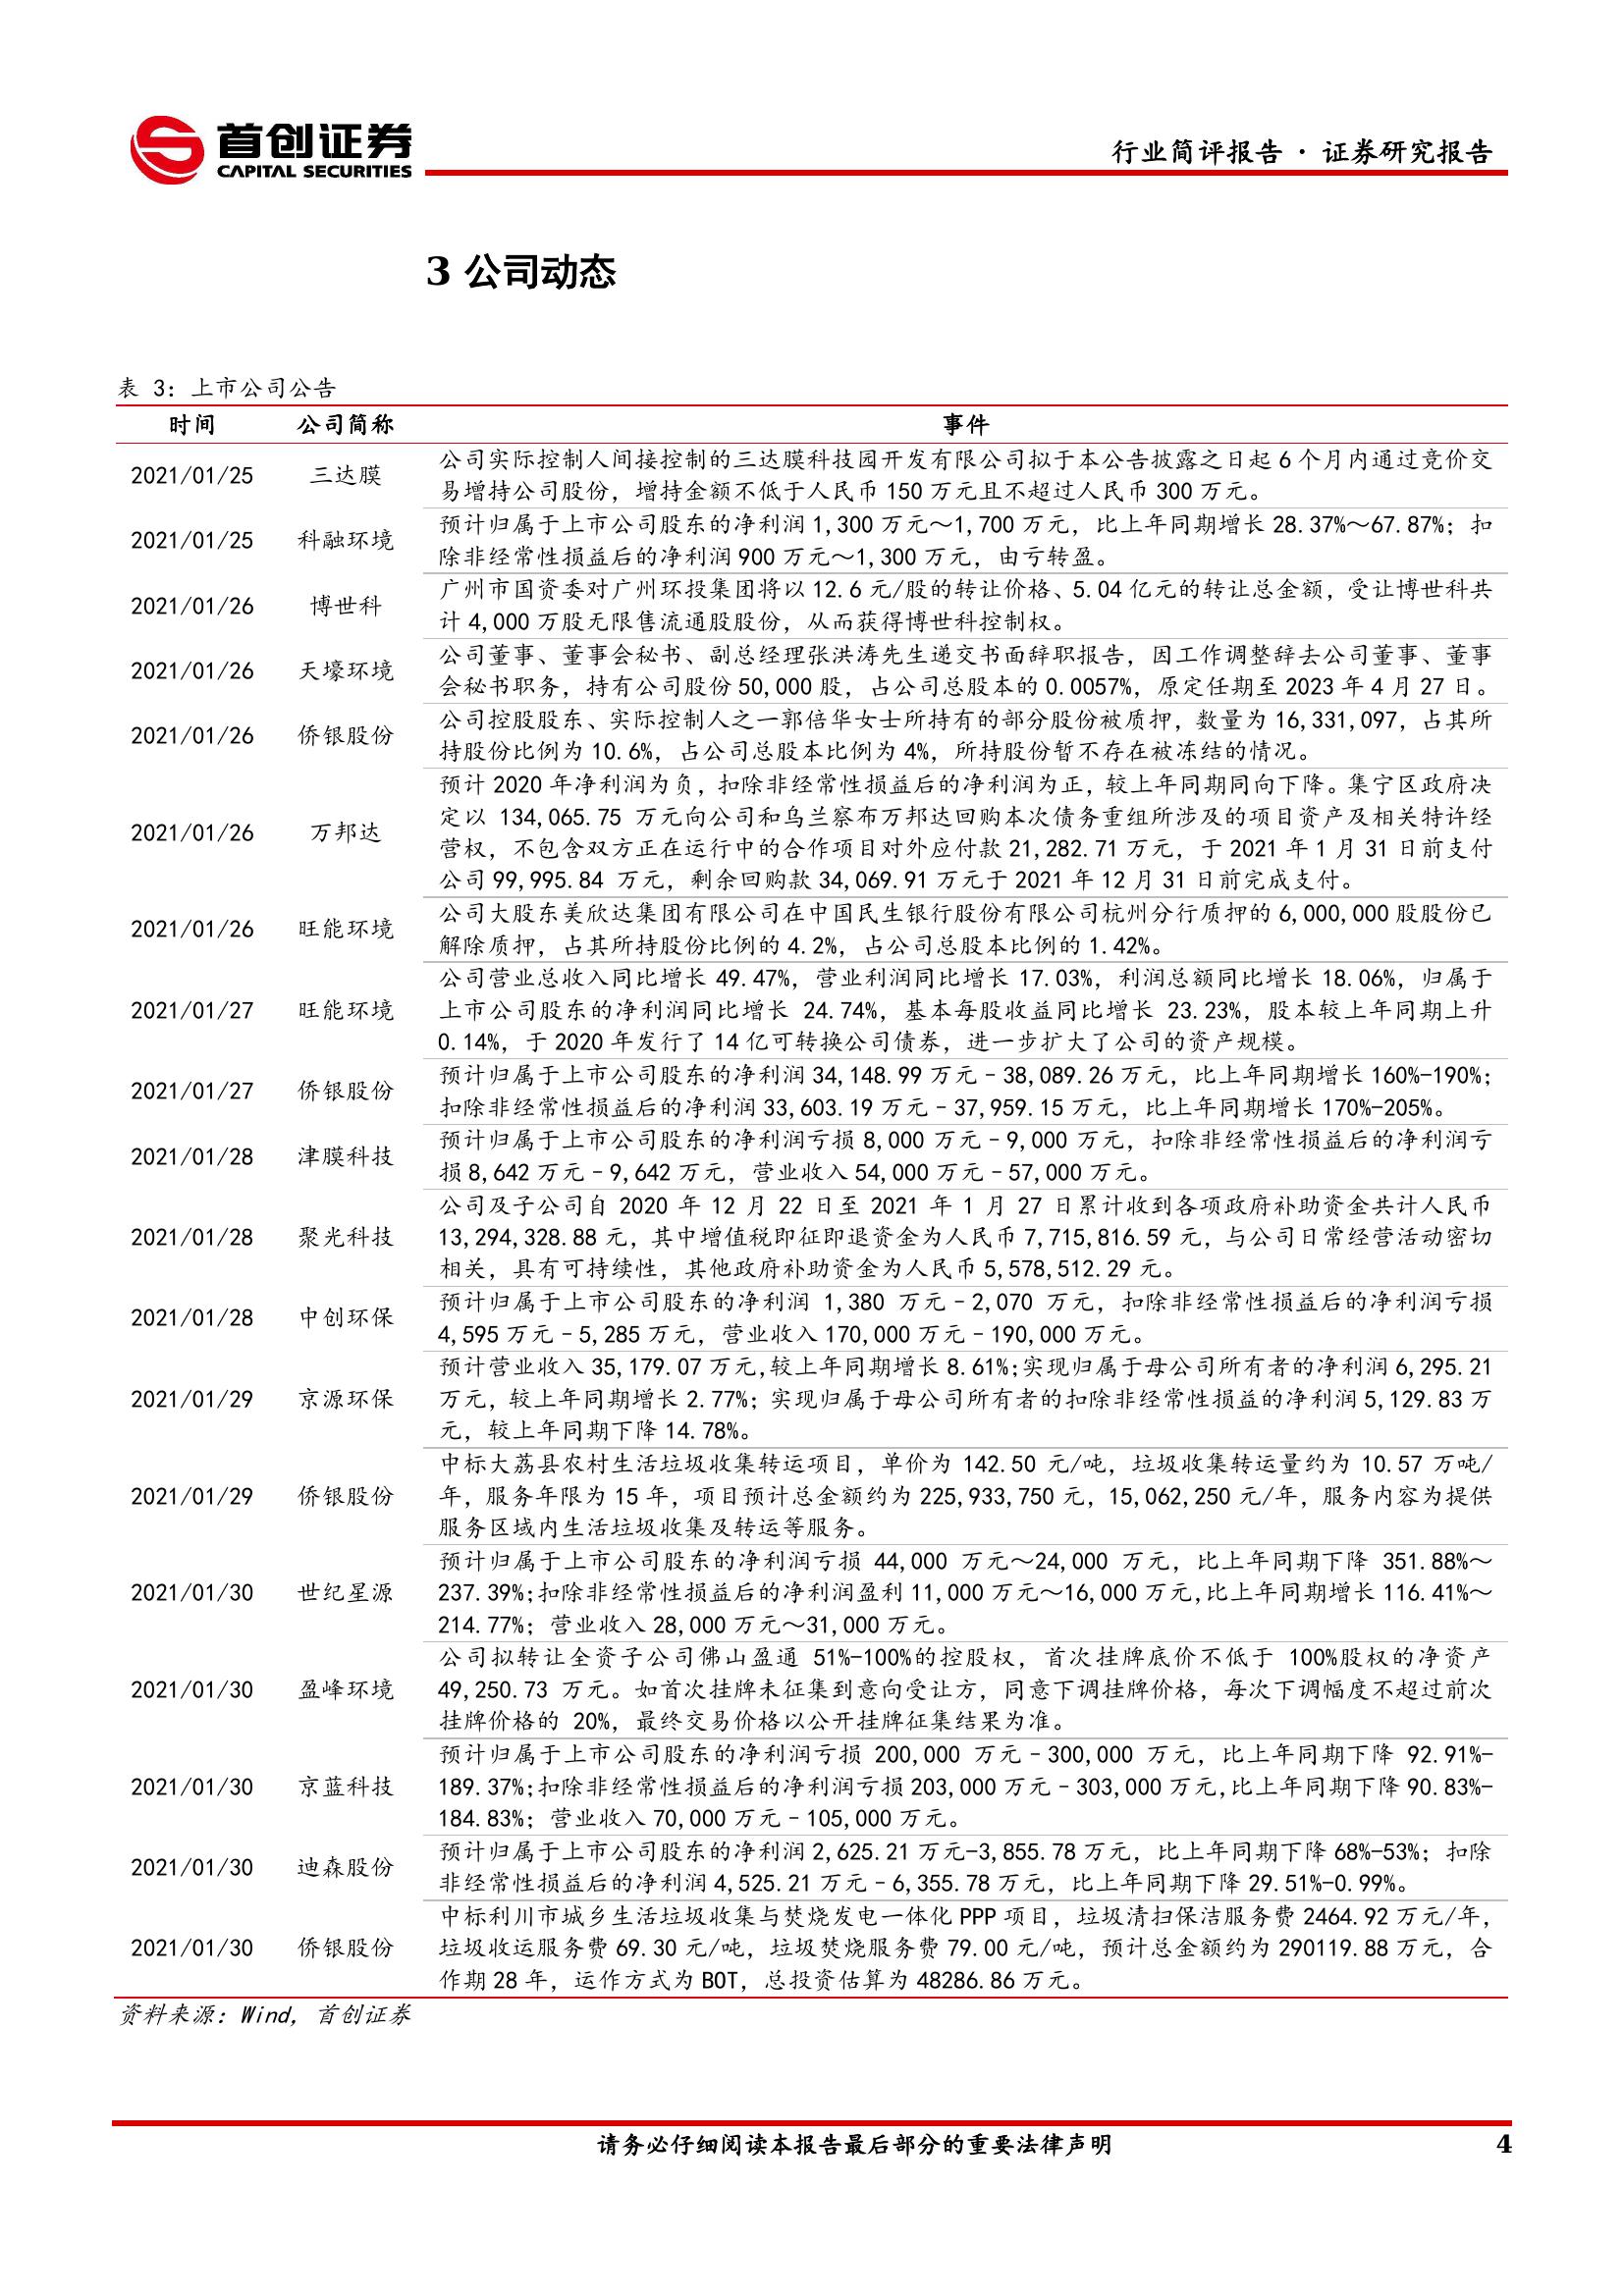 首创证券
CAPITAL SECURITIES
行业简评报告 · 证券研究报告
3 公司动态
表 3：上市公司公告
时间 公司简称 事件
2021/01/25 三达膜 公司实际控制人间接控制的三达膜科技园开发有限公司拟于本公告披露之日起 6 个月内通过竞价交
易增持公司股份，增持金额不低于人民币 150 万元且不超过人民币 300 万元。
2021/01/25 科融环境 预计归属于上市公司股东的净利润 1,300 万元～1,700 万元，比上年同期增长 28.37%～67.87%；扣
除非经常性损益后的净利润 900 万元～1,300 万元，由亏转盈。
2021/01/26 博世科 广州市国资委对广州环投集团将以 12.6 元/股的转让价格、5.04 亿元的转让总金额，受让博世科共
计 4,000 万股无限售流通股股份，从而获得博世科控制权。
2021/01/26 天壕环境 公司董事、董事会秘书、副总经理张洪涛先生递交书面辞职报告，因工作调整辞去公司董事、董事
会秘书职务，持有公司股份 50,000 股，占公司总股本的 0.0057%，原定任期至 2023 年 4 月 27 日。
2021/01/26 侨银股份 公司控股股东、实际控制人之一郭倍华女士所持有的部分股份被质押，数量为 16,331,097，占其所
持股份比例为 10.6%，占公司总股本比例为 4%，所持股份暂不存在被冻结的情况。
2021/01/26 万邦达 预计 2020 年净利润为负，扣除非经常性损益后的净利润为正，较上年同期同向下降。集宁区政府决
定以 134,065.75 万元向公司和乌兰察布万邦达回购本次债务重组所涉及的项目资产及相关特许经
营权，不包含双方正在运行中的合作项目对外应付款 21,282.71 万元，于 2021 年 1 月 31 日前支付
公司 99,995.84 万元，剩余回购款 34,069.91 万元于 2021 年 12 月 31 日前完成支付。
2021/01/26 旺能环境 公司大股东美欣达集团有限公司在中国民生银行股份有限公司杭州分行质押的 6,000,000 股股份已
解除质押，占其所持股份比例的 4.2%，占公司总股本比例的 1.42%。
2021/01/27 旺能环境 公司营业总收入同比增长 49.47%，营业利润同比增长 17.03%，利润总额同比增长 18.06%，归属于
上市公司股东的净利润同比增长 24.74%，基本每股收益同比增长 23.23%，股本较上年同期上升
0.14%，于 2020 年发行了 14 亿可转换公司债券，进一步扩大了公司的资产规模。
2021/01/27 侨银股份 预计归属于上市公司股东的净利润 34,148.99 万元–38,089.26 万元，比上年同期增长 160%-190%；
扣除非经常性损益后的净利润 33,603.19 万元–37,959.15 万元，比上年同期增长 170%-205%。
2021/01/28 津膜科技 预计归属于上市公司股东的净利润亏损 8,000 万元–9,000 万元，扣除非经常性损益后的净利润亏
损 8,642 万元–9,642 万元，营业收入 54,000 万元–57,000 万元。
2021/01/28 聚光科技 公司及子公司自 2020 年 12 月 22 日至 2021 年 1 月 27 日累计收到各项政府补助资金共计人民币
13,294,328.88 元，其中增值税即征即退资金为人民币 7,715,816.59 元，与公司日常经营活动密切
相关，具有可持续性，其他政府补助资金为人民币 5,578,512.29 元。
2021/01/28 中创环保 预计归属于上市公司股东的净利润 1,380 万元–2,070 万元，扣除非经常性损益后的净利润亏损
4,595 万元–5,285 万元，营业收入 170,000 万元–190,000 万元。
2021/01/29 京源环保 预计营业收入 35,179.07 万元,较上年同期增长 8.61%;实现归属于母公司所有者的净利润 6,295.21
万元，较上年同期增长 2.77%；实现归属于母公司所有者的扣除非经常性损益的净利润 5,129.83 万
元，较上年同期下降 14.78%。
2021/01/29 侨银股份 中标大荔县农村生活垃圾收集转运项目，单价为 142.50 元/吨，垃圾收集转运量约为 10.57 万吨/
年，服务年限为 15 年，项目预计总金额约为 225,933,750 元，15,062,250 元/年，服务内容为提供
服务区域内生活垃圾收集及转运等服务。
2021/01/30 世纪星源 预计归属于上市公司股东的净利润亏损 44,000 万元～24,000 万元，比上年同期下降 351.88%～
237.39%;扣除非经常性损益后的净利润盈利 11,000 万元～16,000 万元,比上年同期增长 116.41%～
214.77%；营业收入 28,000 万元～31,000 万元。
2021/01/30 盈峰环境 公司拟转让全资子公司佛山盈通 51%-100%的控股权，首次挂牌底价不低于 100%股权的净资产
49,250.73 万元。如首次挂牌未征集到意向受让方，同意下调挂牌价格，每次下调幅度不超过前次
挂牌价格的 20%，最终交易价格以公开挂牌征集结果为准。
2021/01/30 京蓝科技 预计归属于上市公司股东的净利润亏损 200,000 万元–300,000 万元，比上年同期下降 92.91%-
189.37%;扣除非经常性损益后的净利润亏损 203,000 万元–303,000 万元,比上年同期下降 90.83%-
184.83%；营业收入 70,000 万元–105,000 万元。
2021/01/30 迪森股份 预计归属于上市公司股东的净利润 2,625.21 万元-3,855.78 万元，比上年同期下降 68%-53%；扣除
非经常性损益后的净利润 4,525.21 万元–6,355.78 万元，比上年同期下降 29.51%-0.99%。
2021/01/30 侨银股份 中标利川市城乡生活垃圾收集与焚烧发电一体化 PPP 项目，垃圾清扫保洁服务费 2464.92 万元/年，
垃圾收运服务费 69.30 元/吨，垃圾焚烧服务费 79.00 元/吨，预计总金额约为 290119.88 万元，合
作期 28 年，运作方式为 BOT，总投资估算为 48286.86 万元。
资料来源：Wind，首创证券
请务必仔细阅读本报告最后部分的重要法律声明 4